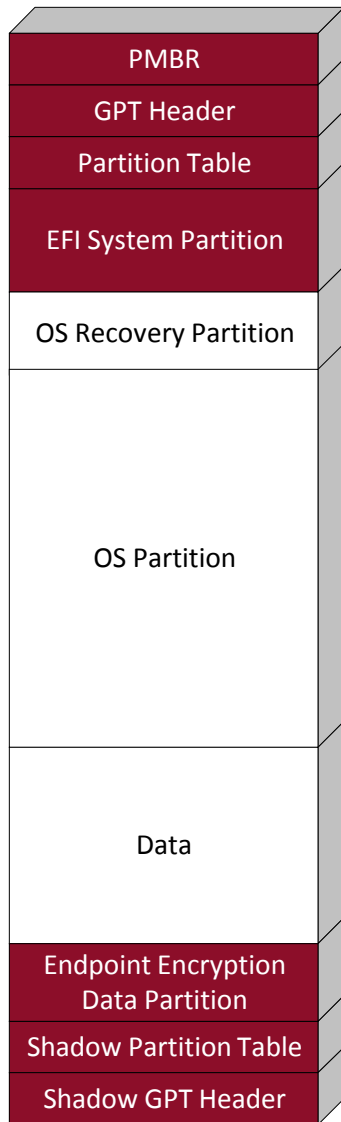 PMBR
GPT Header
Partition Table
EFI System Partition
OS Recovery Partition
OS Partition
Data
Endpoint Encryption
Data Partition
Shadow Partition Table
Shadow GPT Header